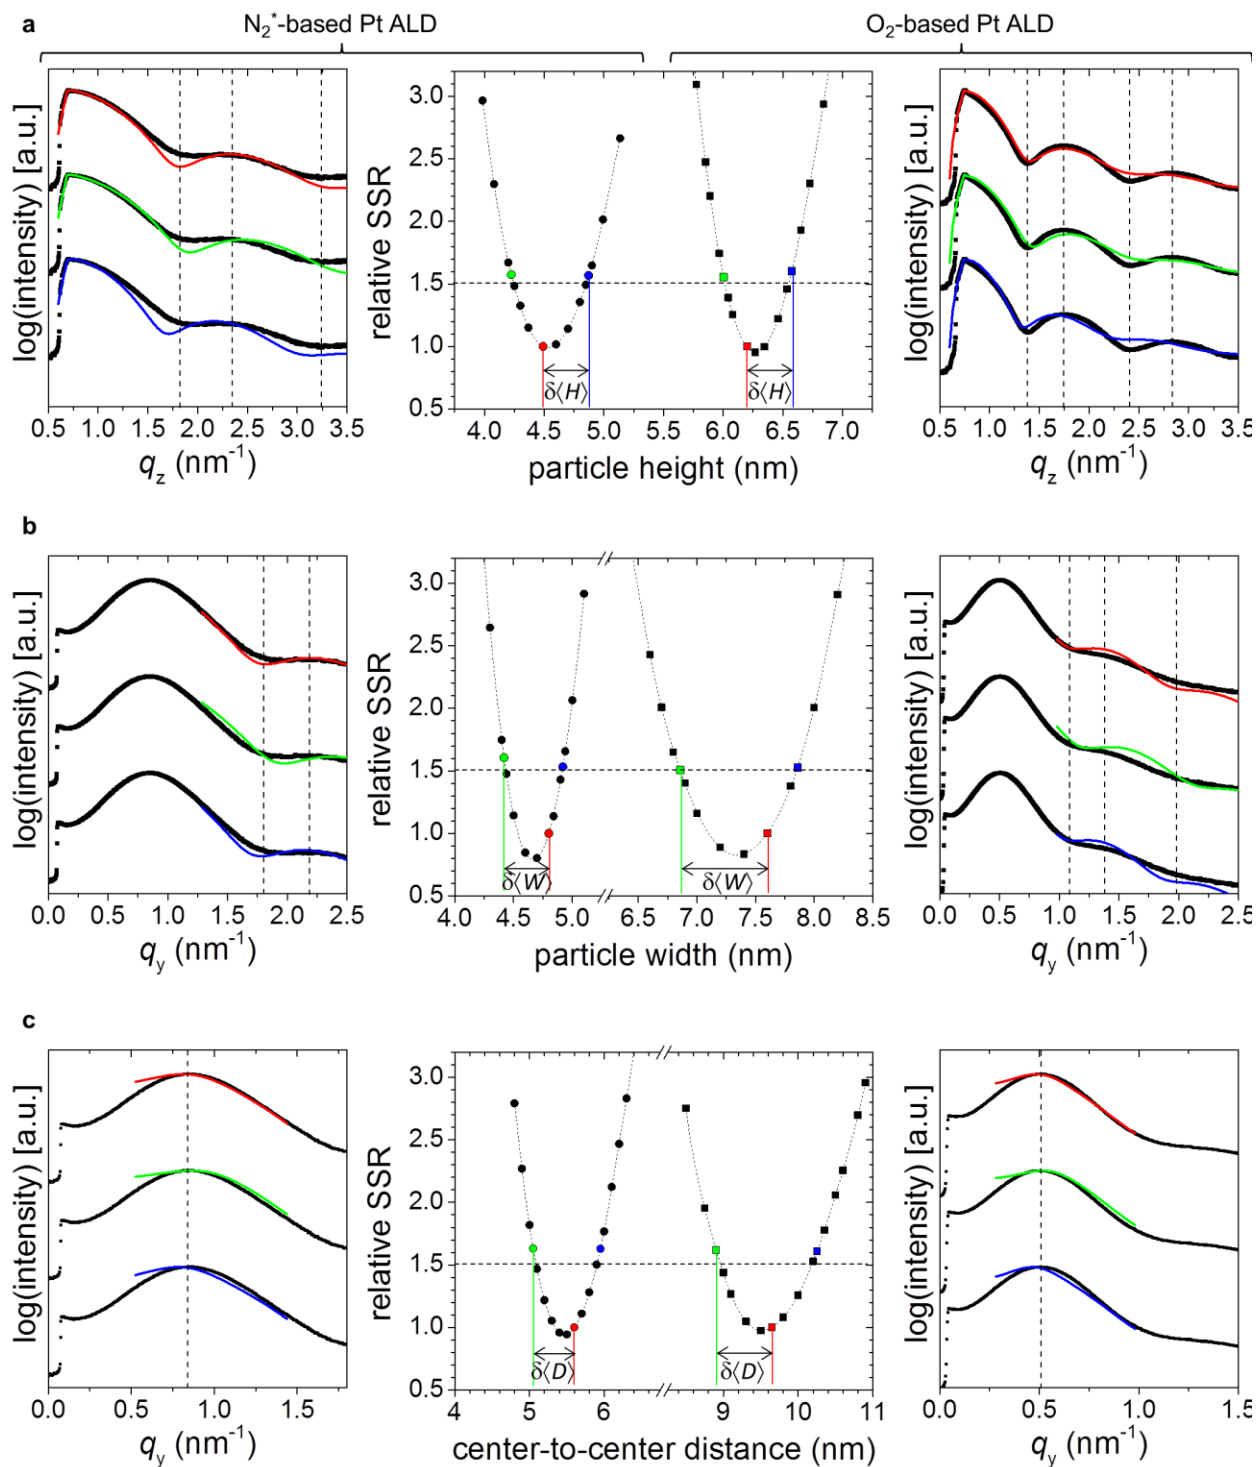 a
N₂*-based Pt ALD
O₂-based Pt ALD
log(intensity) [a.u.]
0.5 1.0 1.5 2.0 2.5 3.0 3.5
q_z (nm⁻¹)
relative SSR
3.0
2.5
2.0
1.5
1.0
0.5
δ⟨H⟩
δ⟨H⟩
4.0 4.5 5.0 5.5 6.0 6.5 7.0
particle height (nm)
log(intensity) [a.u.]
0.5 1.0 1.5 2.0 2.5 3.0 3.5
q_z (nm⁻¹)
b
log(intensity) [a.u.]
0.0 0.5 1.0 1.5 2.0 2.5
q_y (nm⁻¹)
relative SSR
3.0
2.5
2.0
1.5
1.0
0.5
δ⟨W⟩
δ⟨W⟩
4.0 4.5 5.0 6.5 7.0 7.5 8.0 8.5
particle width (nm)
log(intensity) [a.u.]
0.0 0.5 1.0 1.5 2.0 2.5
q_y (nm⁻¹)
c
log(intensity) [a.u.]
0.0 0.5 1.0 1.5
q_y (nm⁻¹)
relative SSR
3.0
2.5
2.0
1.5
1.0
0.5
δ⟨D⟩
δ⟨D⟩
4 5 6 8 9 10 11
center-to-center distance (nm)
log(intensity) [a.u.]
0.0 0.5 1.0 1.5
q_y (nm⁻¹)